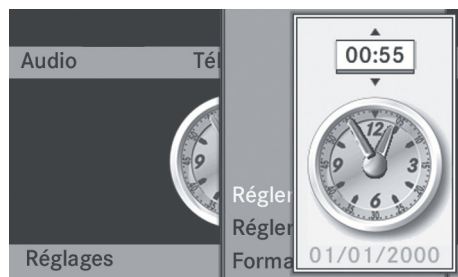 Audio
Tél
00:55
12
9
3
6
Régler
Régler
Forma
Réglages
01/01/2000